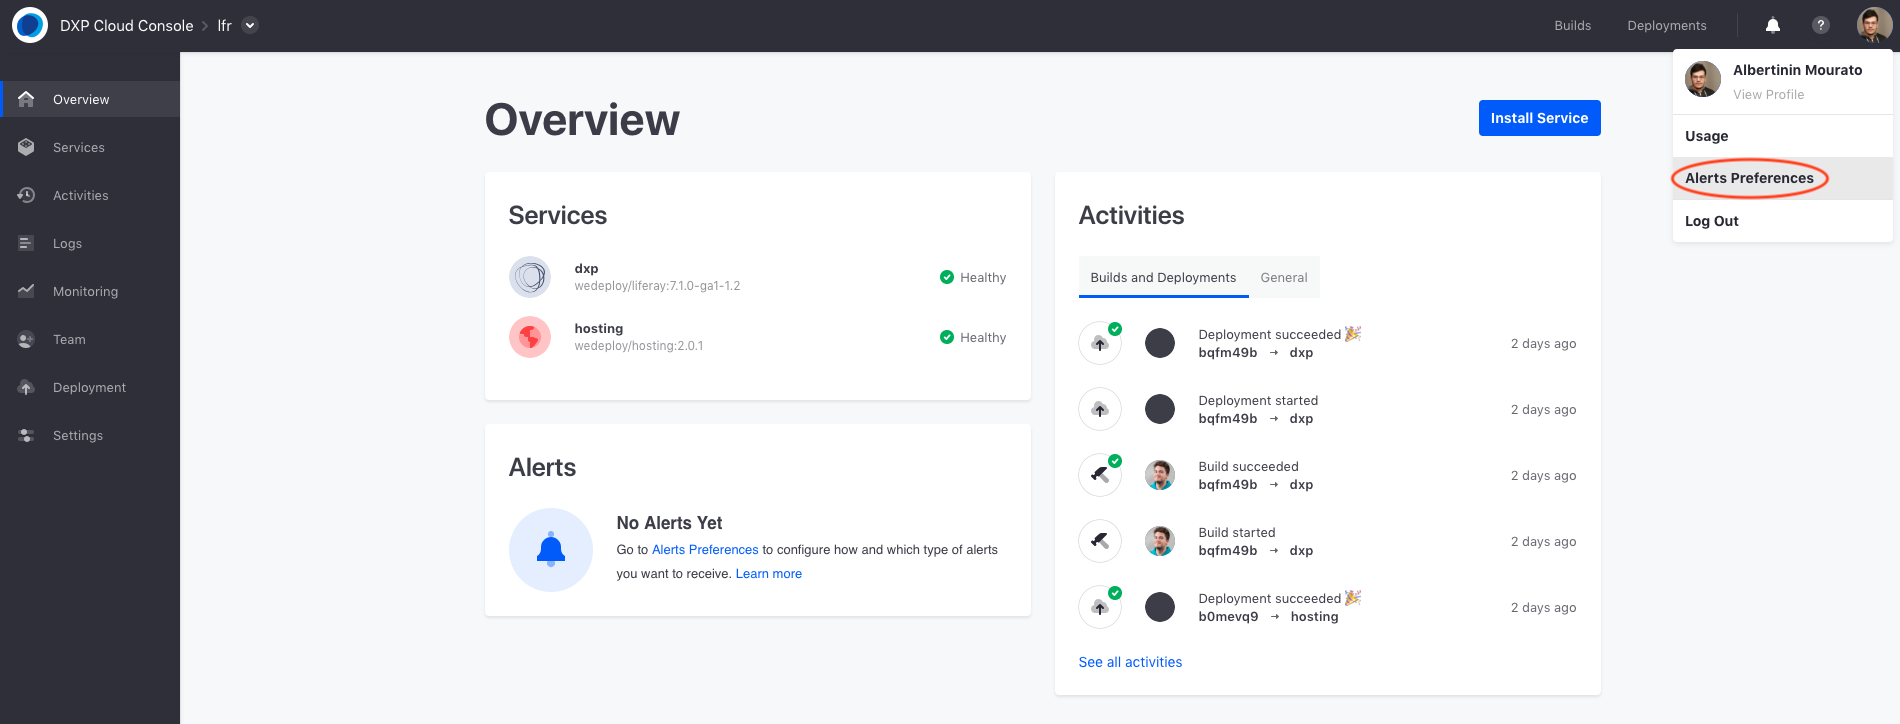 DXP Cloud Console
lfr
Builds
Deployments
?
Albertinin Mourato
View Profile
Usage
Alerts Preferences
Log Out
Overview
Services
Activities
Logs
Monitoring
Team
Deployment
Settings
Overview
Install Service
Services
dxp
wedeploy/liferay:7.1.0-ga1-1.2
Healthy
hosting
wedeploy/hosting:2.0.1
Healthy
Alerts
No Alerts Yet
Go to Alerts Preferences to configure how and which type of alerts
you want to receive. Learn more
Activities
Builds and Deployments
General
Deployment succeeded 🎉
bqfm49b → dxp
2 days ago
Deployment started
bqfm49b → dxp
2 days ago
Build succeeded
bqfm49b → dxp
2 days ago
Build started
bqfm49b → dxp
2 days ago
Deployment succeeded 🎉
b0mevq9 → hosting
2 days ago
See all activities